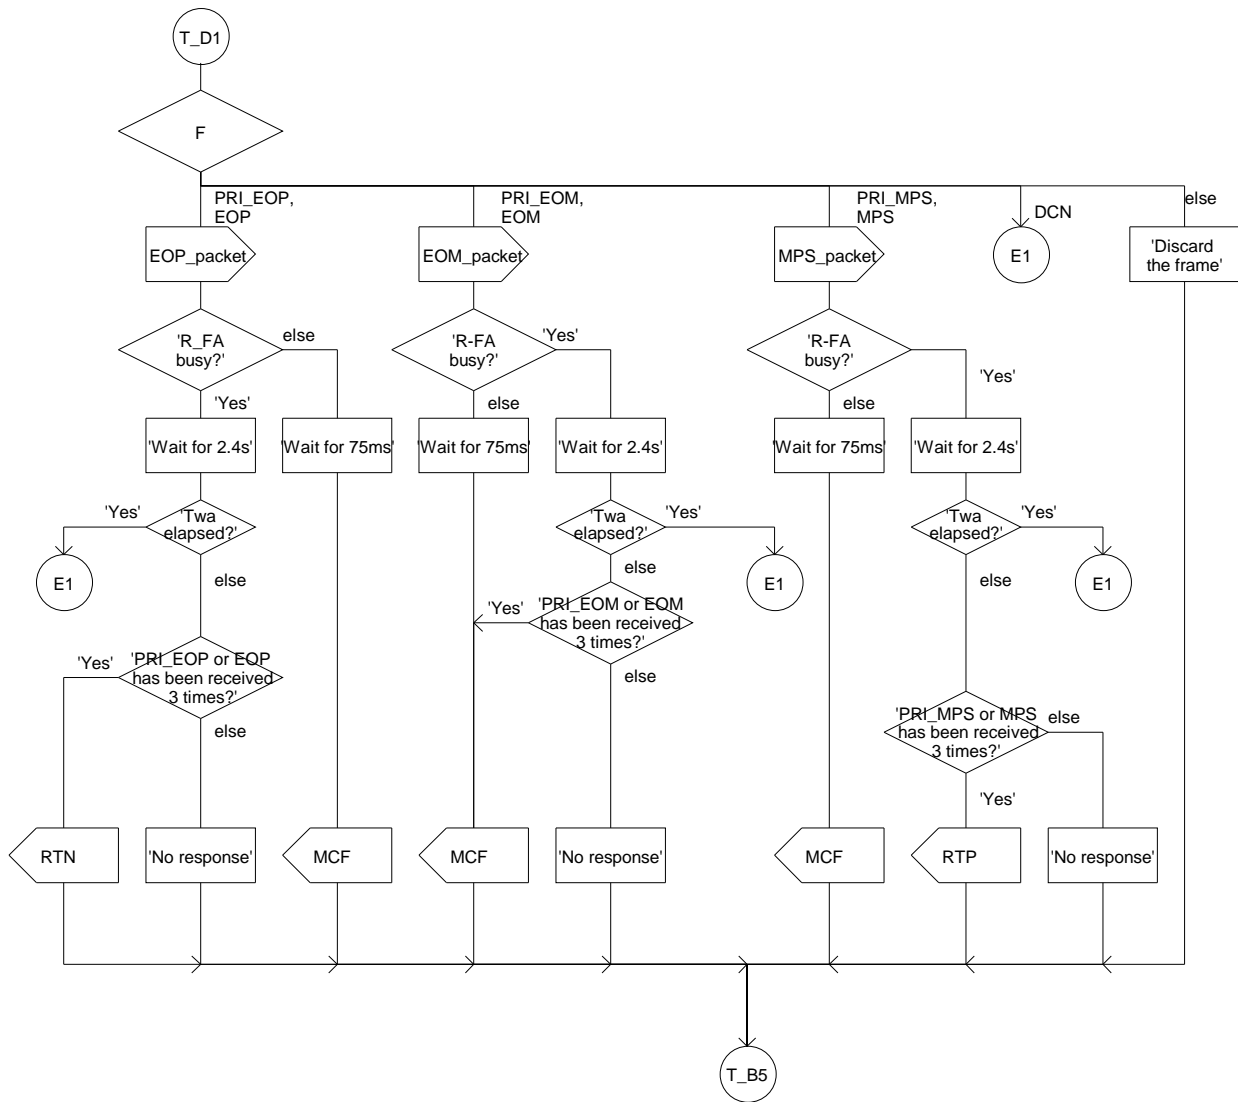 T_D1
F
PRI_EOP,
EOP
PRI_EOM,
EOM
PRI_MPS,
MPS
DCN
else
EOP_packet
EOM_packet
MPS_packet
E1
'Discard
the frame'
'R_FA
busy?'
else
'R-FA
busy?'
'Yes'
'R-FA
busy?'
'Yes'
'Yes'
else
else
'Wait for 2.4s'
'Wait for 75ms'
'Wait for 75ms'
'Wait for 2.4s'
'Wait for 75ms'
'Wait for 2.4s'
'Yes'
'Twa
elapsed?'
'Twa
elapsed?'
'Yes'
'Twa
elapsed?'
'Yes'
E1
else
else
E1
else
E1
'Yes'
'PRI_EOM or EOM
has been received
3 times?'
else
'Yes'
'PRI_EOP or EOP
has been received
3 times?'
else
'PRI_MPS or MPS
has been received
3 times?'
else
'Yes'
RTN
'No response'
MCF
MCF
'No response'
MCF
RTP
'No response'
T_B5